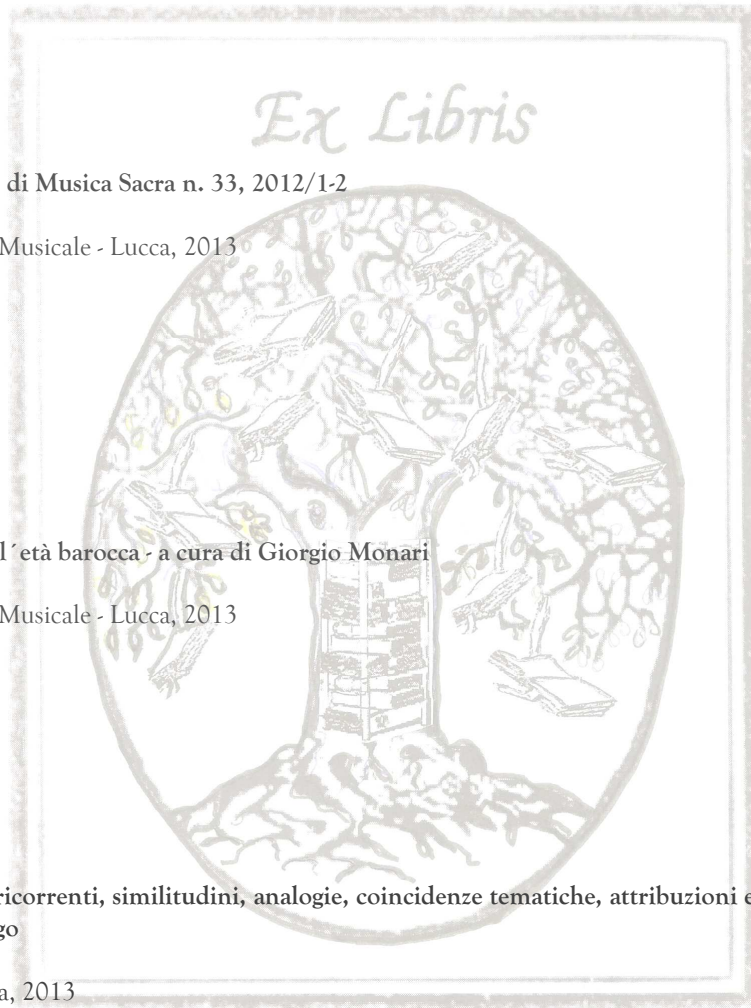 Ex Libris
di Musica Sacra n. 33, 2012/1-2
Musicale - Lucca, 2013
l´età barocca - a cura di Giorgio Monari
Musicale - Lucca, 2013
ricorrenti, similitudini, analogie, coincidenze tematiche, attribuzioni e
go
a, 2013